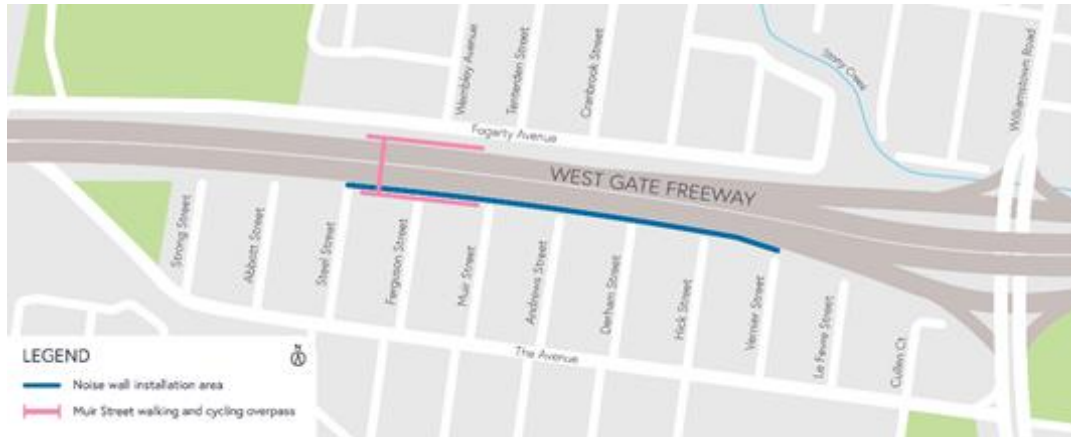 Wembley Avenue
Tenterden Street
Cranbrook Street
Stony Creek
Williamstown Road
Fogarty Avenue
WEST GATE FREEWAY
Strong Street
Abbott Street
Steel Street
Ferguson Street
Muir Street
Andrews Street
Derham Street
Hick Street
Vernier Street
Le Fevre Street
Cullen Ct
The Avenue
LEGEND
Noise wall installation area
Muir Street walking and cycling overpass